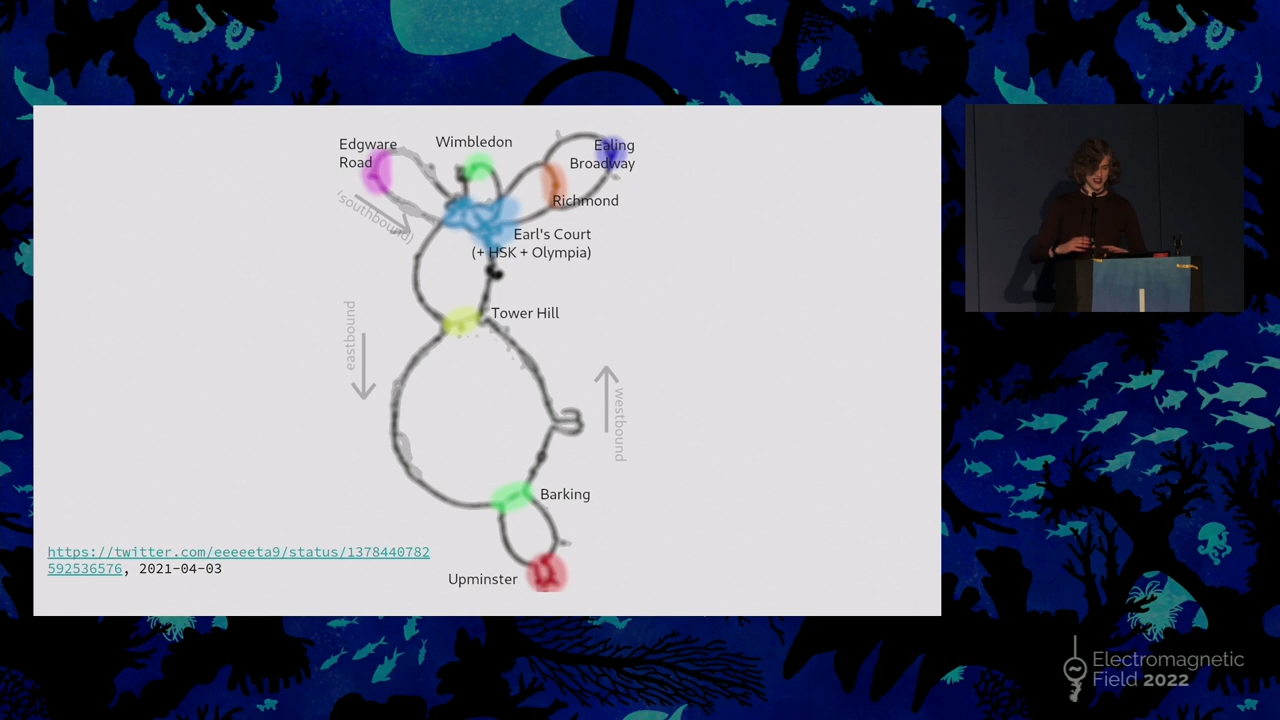 Edgware
Road
Wimbledon
Ealing
Broadway
Richmond
(southbound)
Earl's Court
(+ HSK + Olympia)
Tower Hill
eastbound
westbound
Barking
Upminster
https://twitter.com/eeeeeta9/status/1378440782
592536576, 2021-04-03
Electromagnetic
Field 2022